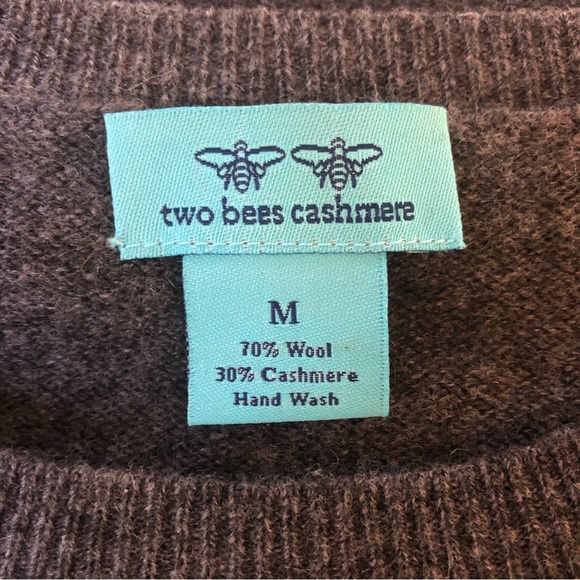 two bees cashmere
M
70% Wool
30% Cashmere
Hand Wash